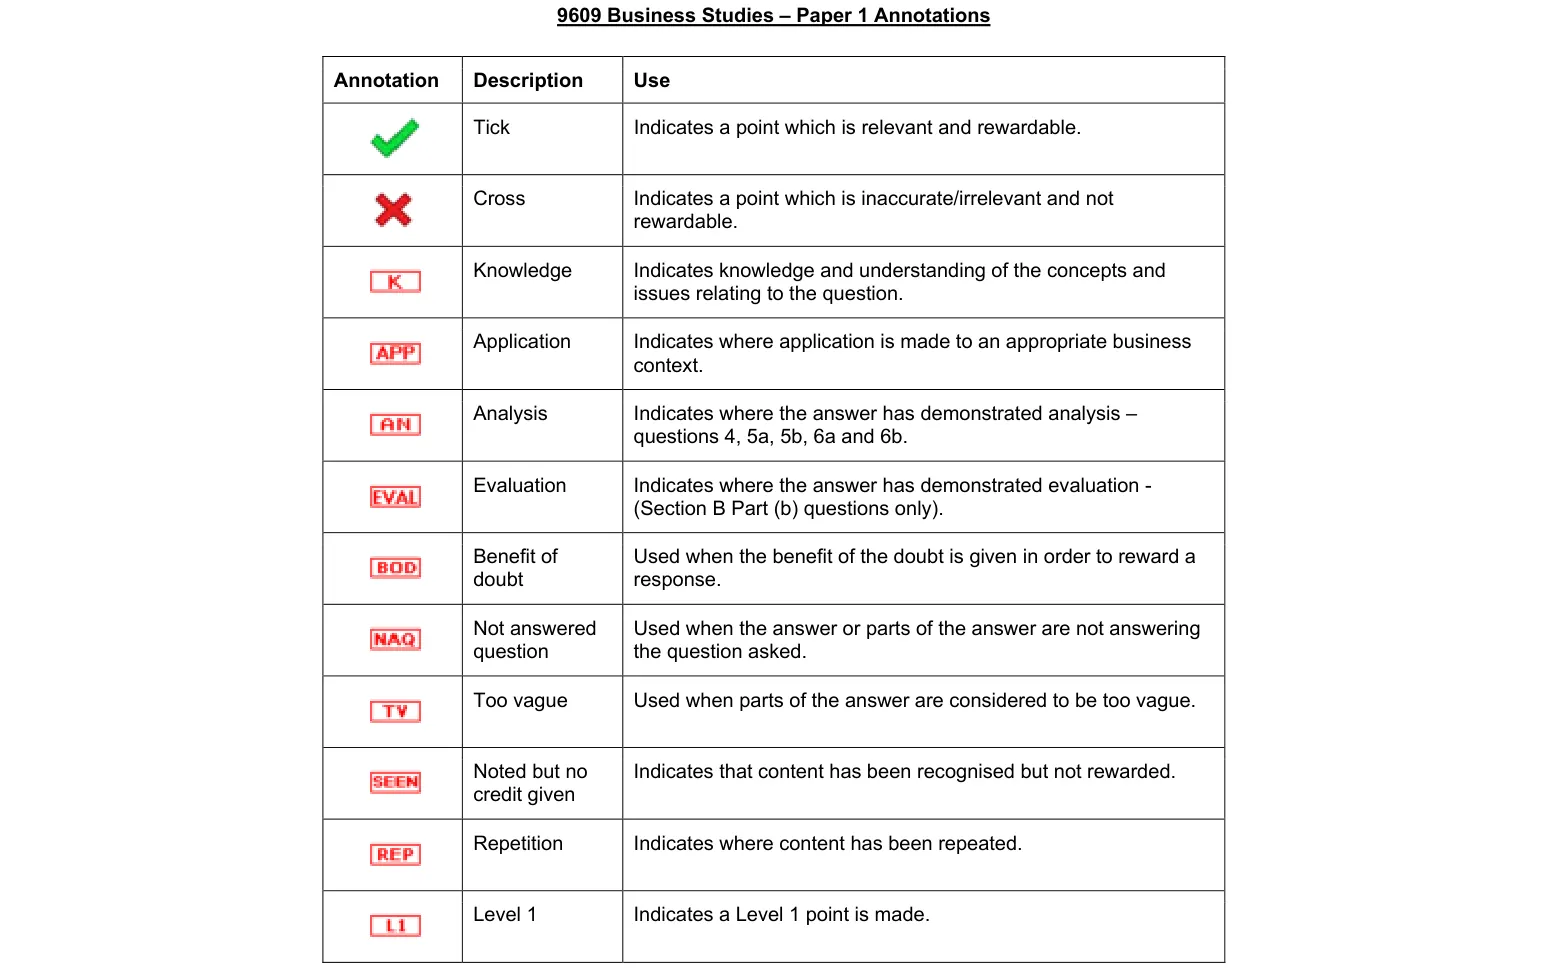 9609 Business Studies – Paper 1 Annotations
Annotation Description Use
Tick Indicates a point which is relevant and rewardable.
Cross Indicates a point which is inaccurate/irrelevant and not
rewardable.
K Knowledge Indicates knowledge and understanding of the concepts and
issues relating to the question.
APP Application Indicates where application is made to an appropriate business
context.
AN Analysis Indicates where the answer has demonstrated analysis –
questions 4, 5a, 5b, 6a and 6b.
EVAL Evaluation Indicates where the answer has demonstrated evaluation -
(Section B Part (b) questions only).
BOD Benefit of
doubt
Used when the benefit of the doubt is given in order to reward a
response.
NAQ Not answered
question
Used when the answer or parts of the answer are not answering
the question asked.
TV Too vague Used when parts of the answer are considered to be too vague.
SEEN Noted but no
credit given
Indicates that content has been recognised but not rewarded.
REP Repetition Indicates where content has been repeated.
L1 Level 1 Indicates a Level 1 point is made.